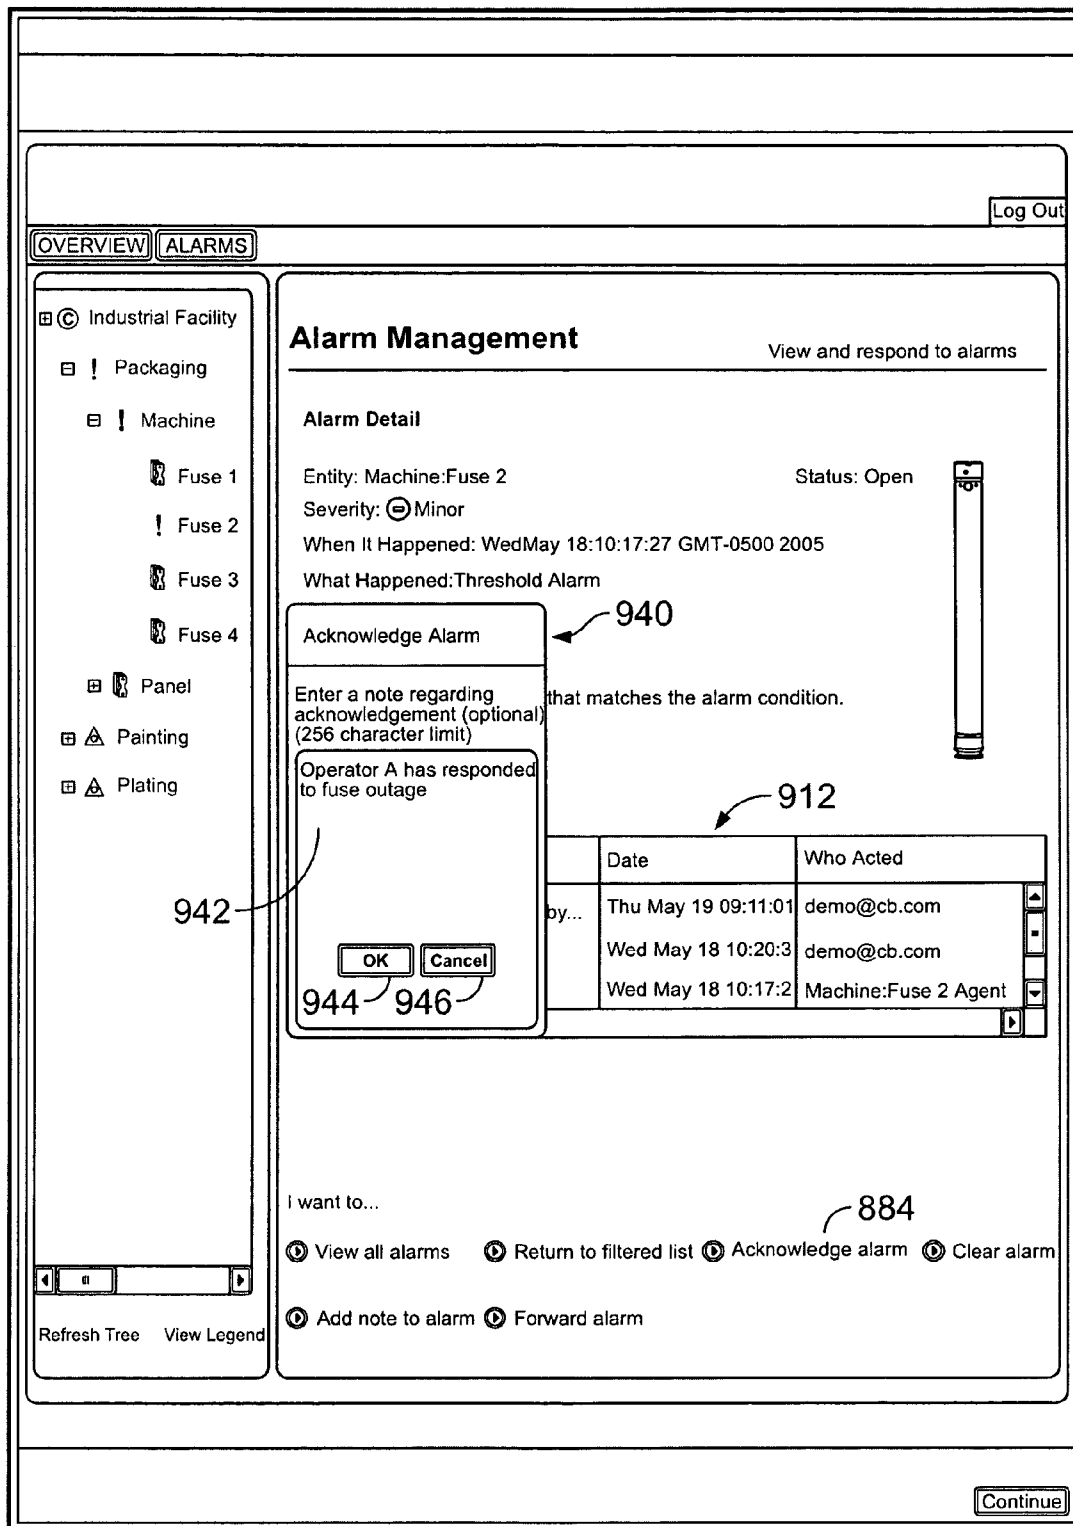 Log Out
OVERVIEW ALARMS
Industrial Facility
Packaging
Machine
Fuse 1
Fuse 2
Fuse 3
Fuse 4
Panel
Painting
Plating
Refresh Tree View Legend
Alarm Management
View and respond to alarms
Alarm Detail
Entity: Machine:Fuse 2 Status: Open
Severity: Minor
When It Happened: WedMay 18:10:17:27 GMT-0500 2005
What Happened:Threshold Alarm
940
Acknowledge Alarm
Enter a note regarding
acknowledgement (optional)
(256 character limit)
that matches the alarm condition.
Operator A has responded
to fuse outage
942
OK Cancel
944 946
912
Date Who Acted
by... Thu May 19 09:11:01 demo@cb.com
Wed May 18 10:20:3 demo@cb.com
Wed May 18 10:17:2 Machine:Fuse 2 Agent
I want to...
884
View all alarms Return to filtered list Acknowledge alarm Clear alarm
Add note to alarm Forward alarm
Continue